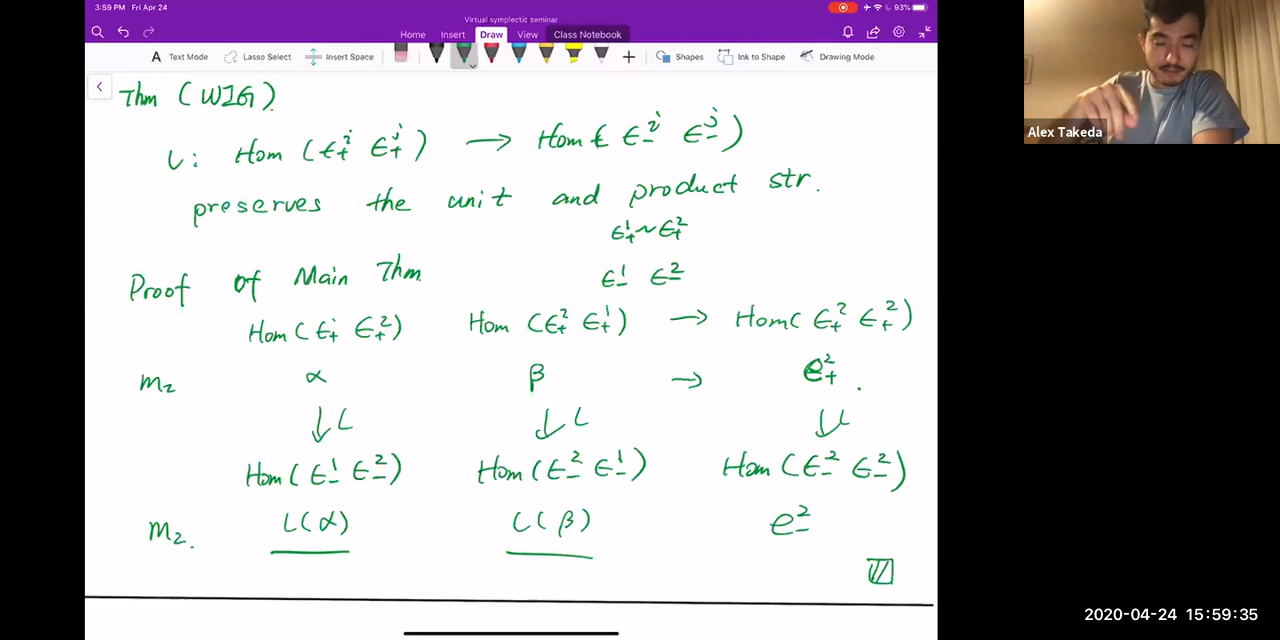 3:59 PM Fri Apr 24
93%
Virtual symplectic seminar
Home Insert Draw View Class Notebook
Text Mode Lasso Select Insert Space Shapes Ink to Shape Drawing Mode
Alex Takeda
Thm (WIG)
L: Hom (ε₊ⁱ ε₊ʲ) → Hom( ε₋ⁱ ε₋ʲ)
preserves the unit and product str.
ε₊¹ ~ ε₊²
Proof of Main Thm
ε₋¹ ε₋²
Hom (ε₊¹ ε₊²) Hom (ε₊² ε₊¹) → Hom( ε₊² ε₊²)
m₂ α β → e₊² .
↓ L ↓ L ↓ L
Hom( ε₋¹ ε₋²) Hom( ε₋² ε₋¹) Hom (ε₋² ε₋²)
m₂. L(α) L(β) e₋²
2020-04-24 15:59:35